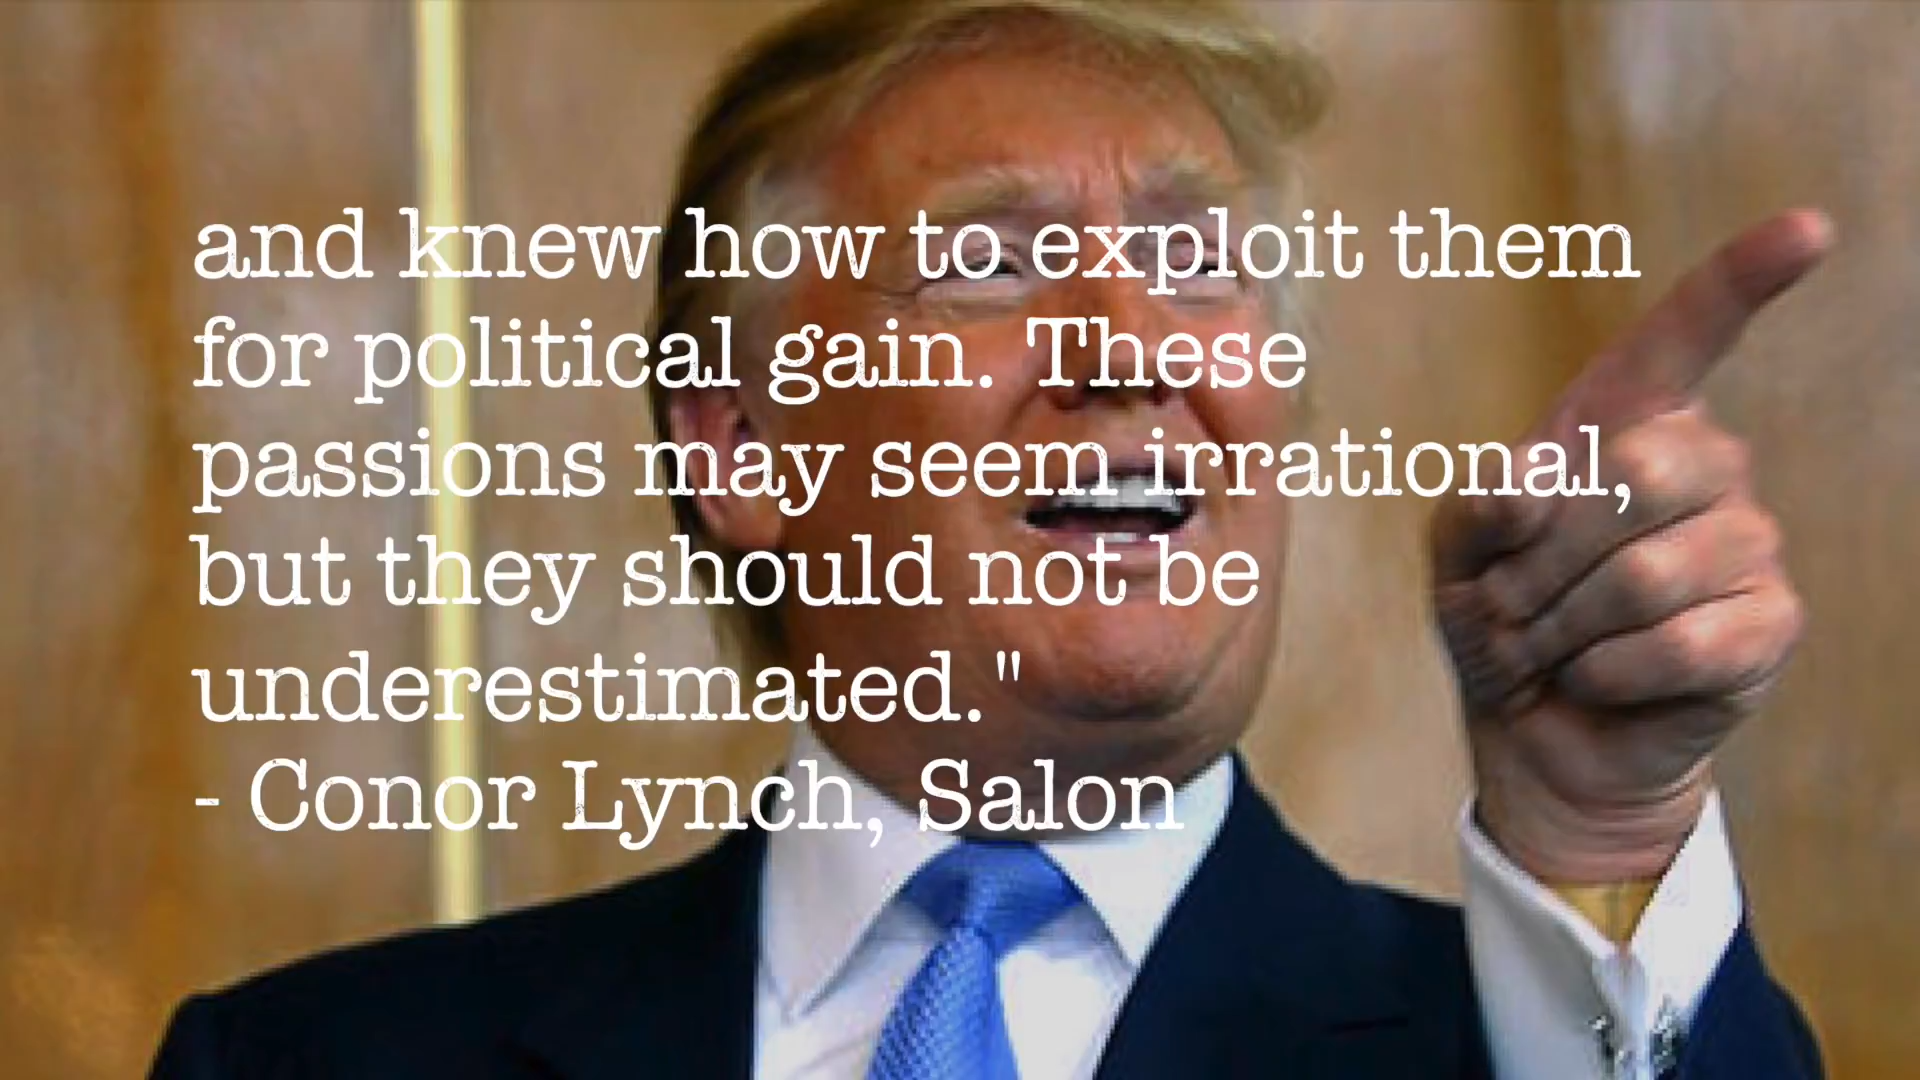 and knew how to exploit them
for political gain. These
passions may seem irrational,
but they should not be
underestimated."
- Conor Lynch, Salon